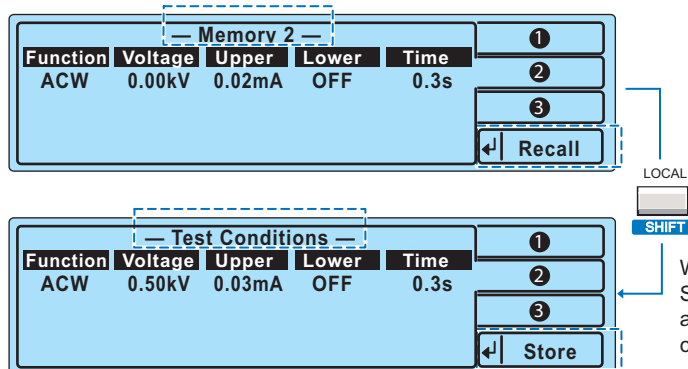 — Memory 2 —
Function Voltage Upper Lower Time
ACW 0.00kV 0.02mA OFF 0.3s
❶
❷
❸
↵ Recall
LOCAL
SHIFT
— Test Conditions —
Function Voltage Upper Lower Time
ACW 0.50kV 0.03mA OFF 0.3s
❶
❷
❸
↵ Store